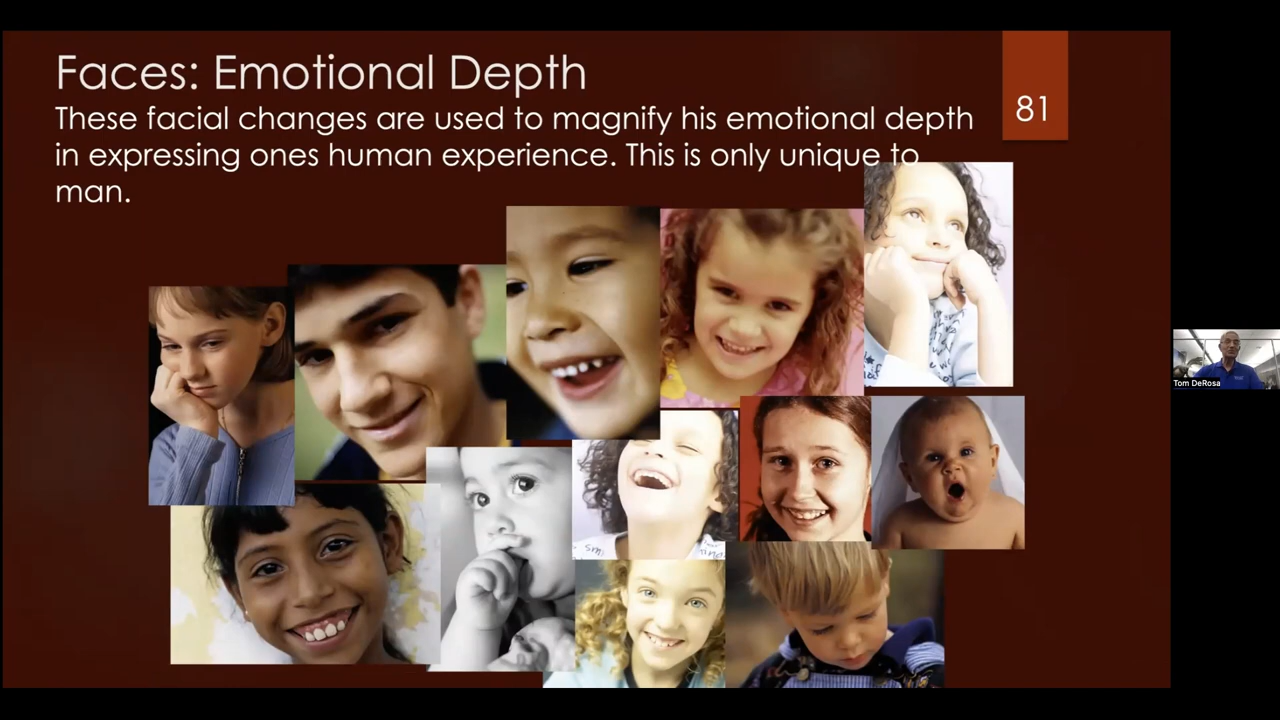 Faces: Emotional Depth
81
These facial changes are used to magnify his emotional depth
in expressing ones human experience. This is only unique to
man.
Tom DeRosa